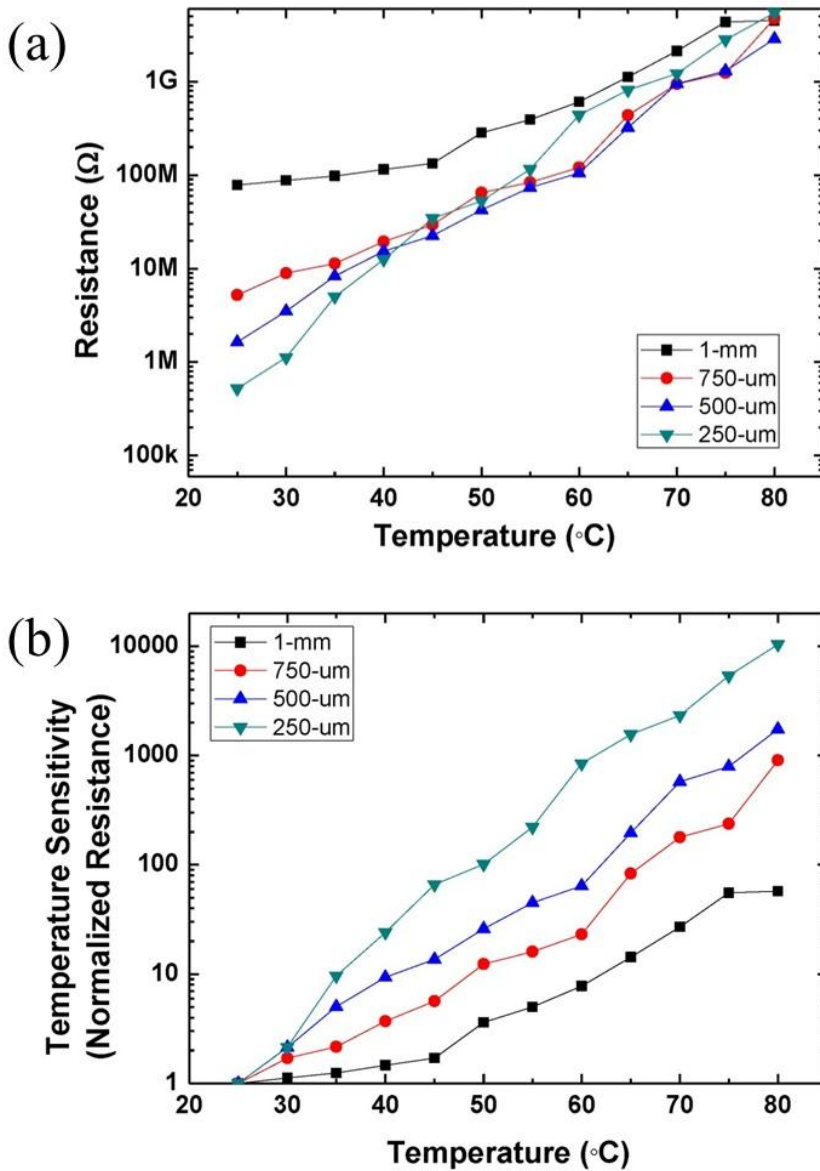 (a)
1G
100M
10M
1M
100k
Resistance (Ω)
1-mm
750-um
500-um
250-um
20 30 40 50 60 70 80
Temperature (◦C)
(b)
10000
1000
100
10
1
Temperature Sensitivity
(Normalized Resistance)
1-mm
750-um
500-um
250-um
20 30 40 50 60 70 80
Temperature (◦C)